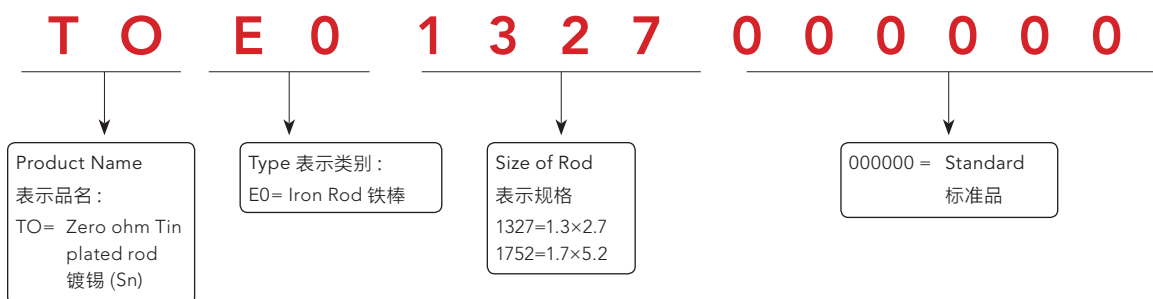 T O E 0 1 3 2 7 0 0 0 0 0 0
Product Name
表示品名 :
TO= Zero ohm Tin
plated rod
镀锡 (Sn)
Type 表示类别 :
E0= Iron Rod 铁棒
Size of Rod
表示规格
1327=1.3×2.7
1752=1.7×5.2
000000 = Standard
标准品